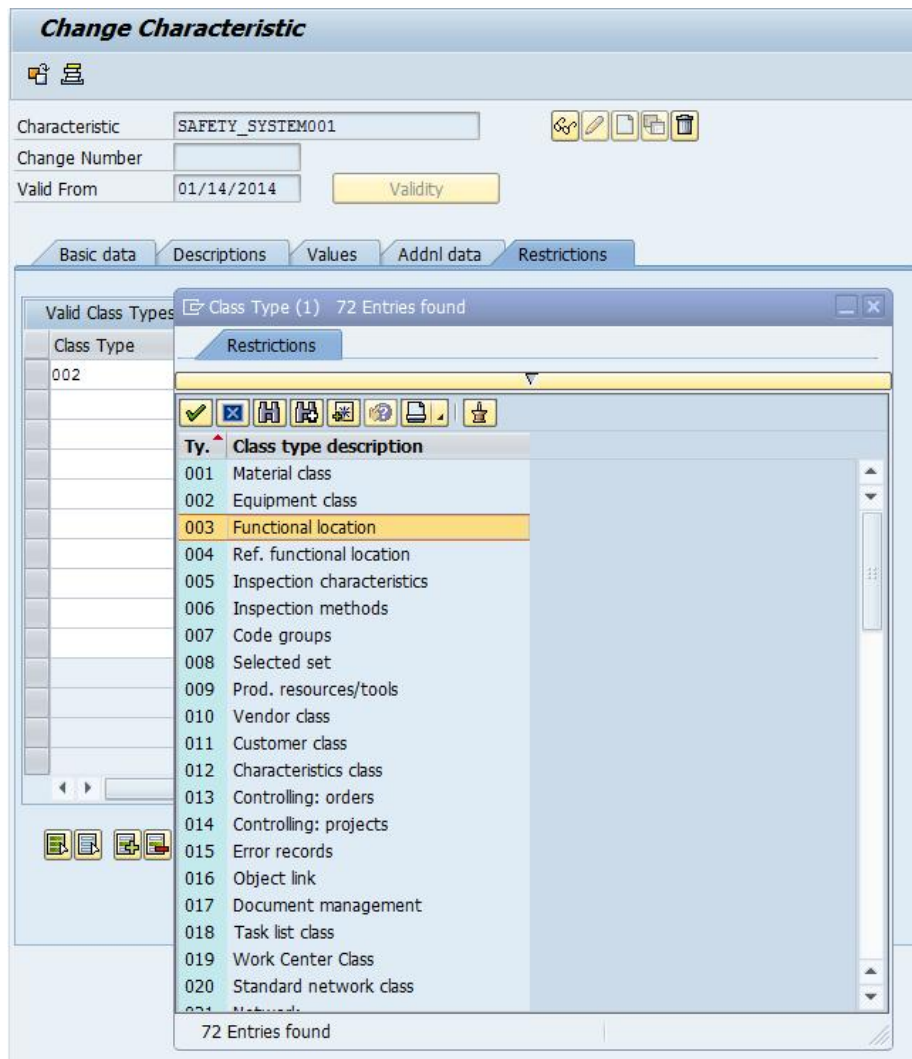 Change Characteristic
Characteristic SAFETY_SYSTEM001
Change Number
Valid From 01/14/2014 Validity
Basic data Descriptions Values Addnl data Restrictions
Valid Class Types
Class Type
002
Class Type (1) 72 Entries found
Restrictions
Ty. Class type description
001 Material class
002 Equipment class
003 Functional location
004 Ref. functional location
005 Inspection characteristics
006 Inspection methods
007 Code groups
008 Selected set
009 Prod. resources/tools
010 Vendor class
011 Customer class
012 Characteristics class
013 Controlling: orders
014 Controlling: projects
015 Error records
016 Object link
017 Document management
018 Task list class
019 Work Center Class
020 Standard network class
72 Entries found